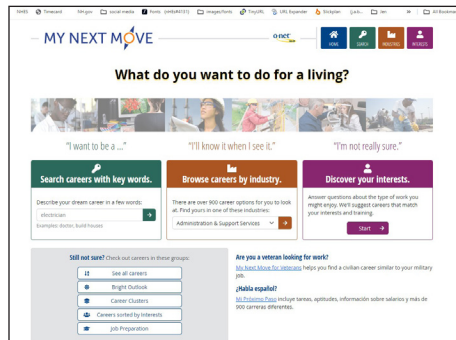 NHES Timecard NH.gov social media Fonts (nhes#4101) images/fonts TinyURL URL Expander Stickplan
MY NEXT MOVE
o·net
HOME SEARCH INDUSTRIES INTERESTS
What do you want to do for a living?
"I want to be a ..." "I'll know it when I see it." "I'm not really sure."
Search careers with key words. Browse careers by industry. Discover your interests.
Describe your dream career in a few words:
electrician
Examples: doctor, build houses
There are over 900 career options for you to look
at. Find yours in one of these industries:
Administration & Support Services
Answer questions about the type of work you
might enjoy. We'll suggest careers that match
your interests and training.
Start
Still not sure? Check out careers in these groups:
See all careers
Bright Outlook
Career Clusters
Careers sorted by Interests
Job Preparation
Are you a veteran looking for work?
My Next Move for Veterans helps you find a civilian career similar to your military
job.
¿Habla español?
Mi Próximo Paso incluye tareas, aptitudes, información sobre salarios y más de
900 carreras diferentes.